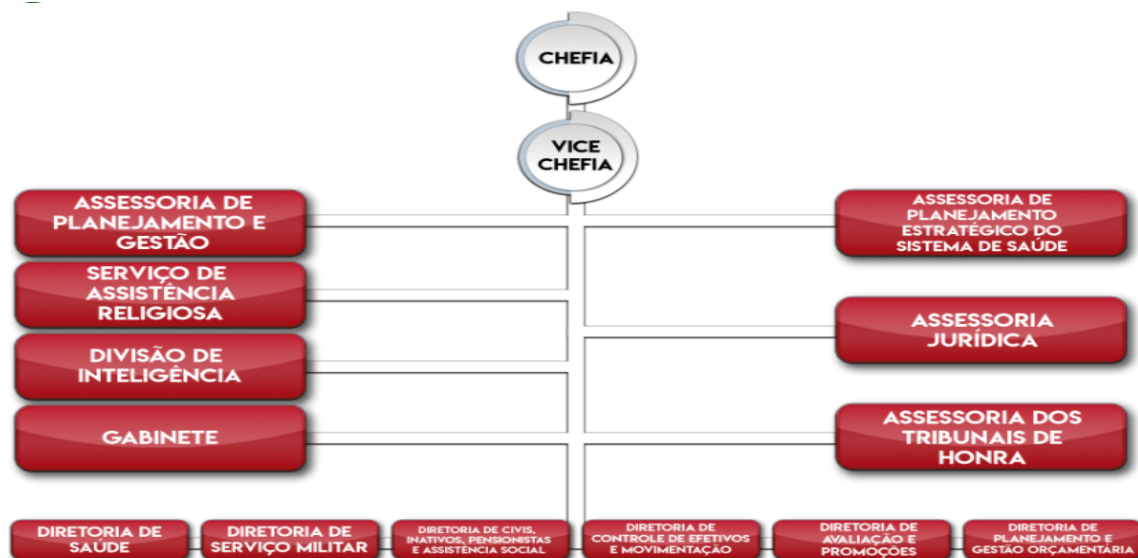 CHEFIA
VICE
CHEFIA
ASSESSORIA DE
PLANEJAMENTO E
GESTÃO
SERVIÇO DE
ASSISTÊNCIA
RELIGIOSA
DIVISÃO DE
INTELIGÊNCIA
GABINETE
ASSESSORIA DE
PLANEJAMENTO
ESTRATÉGICO DO
SISTEMA DE SAÚDE
ASSESSORIA
JURÍDICA
ASSESSORIA DOS
TRIBUNAIS DE
HONRA
DIRETORIA DE
SAÚDE
DIRETORIA DE
SERVIÇO MILITAR
DIRETORIA DE CIVIS,
INATIVOS, PENSIONISTAS
E ASSISTÊNCIA SOCIAL
DIRETORIA DE
CONTROLE DE EFETIVOS
E MOVIMENTAÇÃO
DIRETORIA DE
AVALIAÇÃO E
PROMOÇÕES
DIRETORIA DE
PLANEJAMENTO E
GESTÃO ORÇAMENTÁRIA